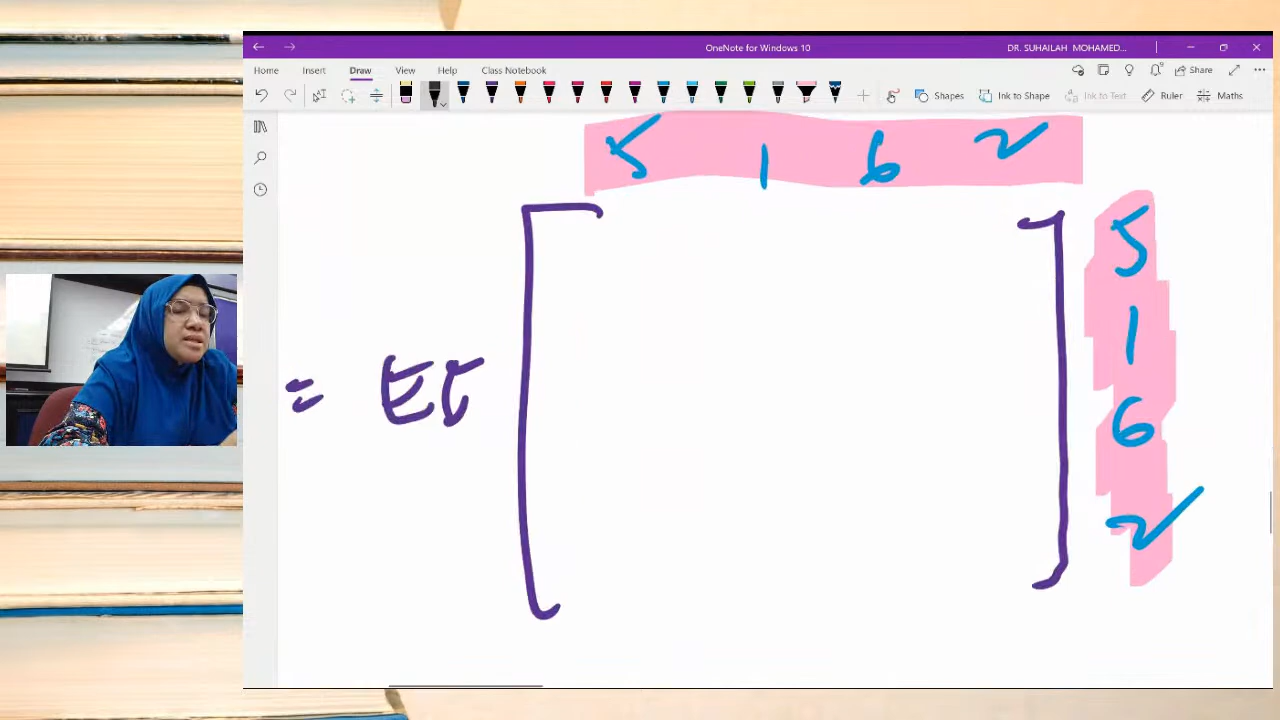 OneNote for Windows 10 DR. SUHAILAH MOHAMED...
Home Insert Draw View Help Class Notebook Share
Shapes Ink to Shape Ink to Text Ruler Maths
5 1 6 2
5
1
6
2
=